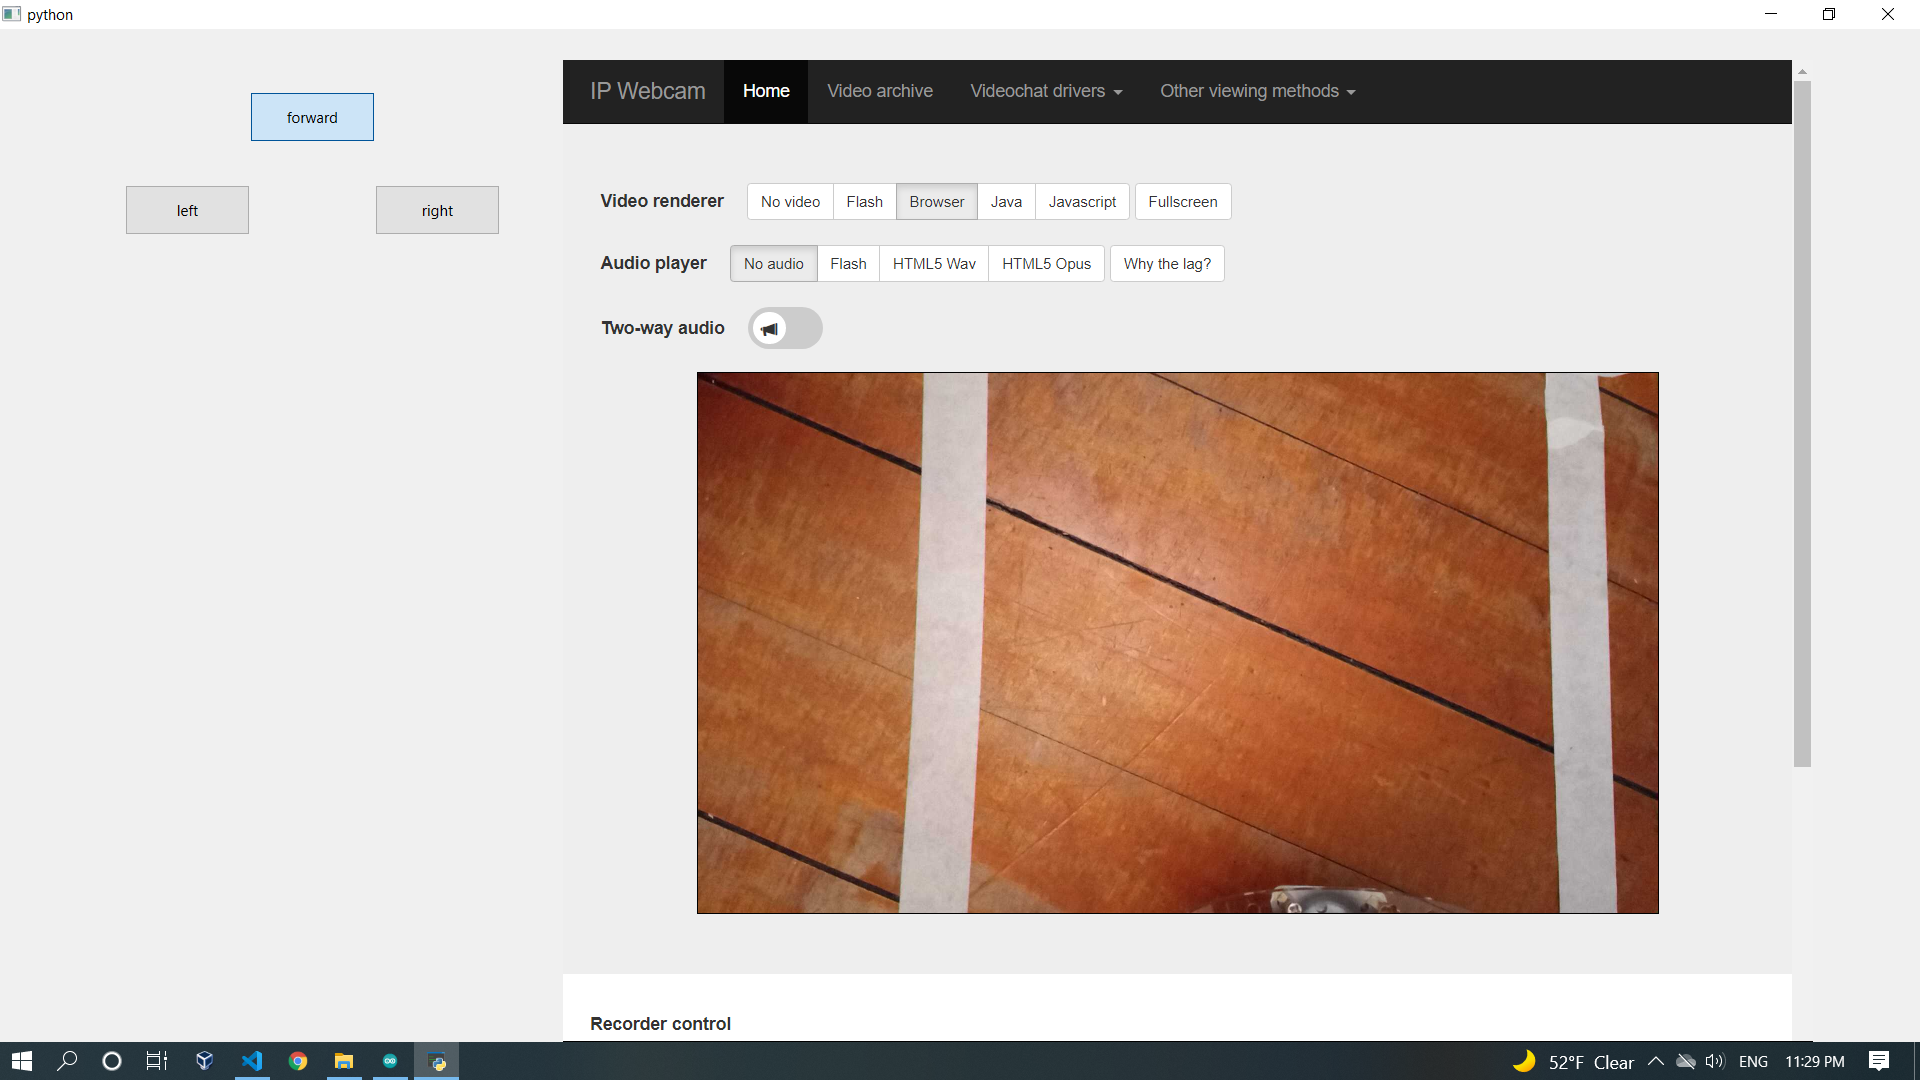 python
forward
left
right
IP Webcam Home Video archive Videochat drivers Other viewing methods
Video renderer No video Flash Browser Java Javascript Fullscreen
Audio player No audio Flash HTML5 Wav HTML5 Opus Why the lag?
Two-way audio
Recorder control
52°F Clear ENG 11:29 PM